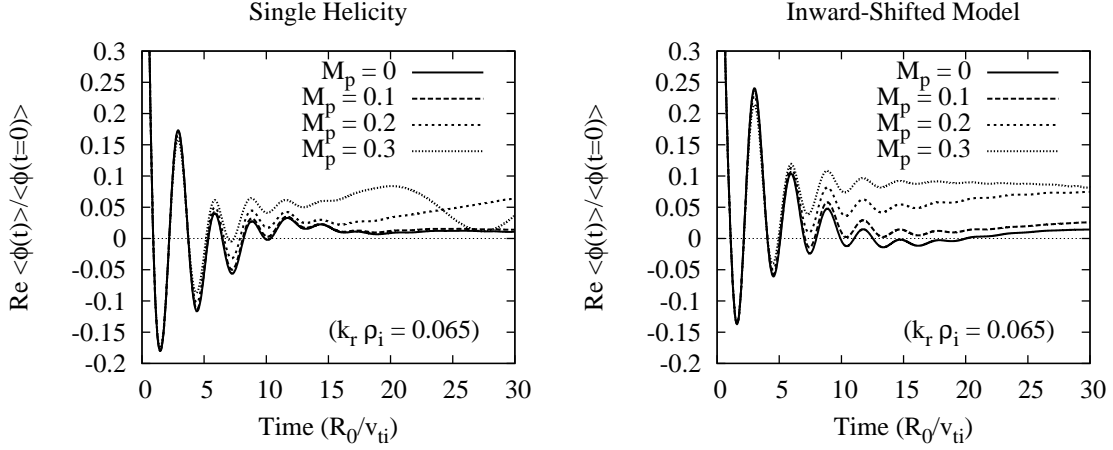 Single Helicity
Re <ϕ(t)>/<ϕ(t=0)>
0.3
0.25
0.2
0.15
0.1
0.05
0
-0.05
-0.1
-0.15
-0.2
M_p = 0
M_p = 0.1
M_p = 0.2
M_p = 0.3
(k_r ρ_i = 0.065)
0 5 10 15 20 25 30
Time (R_0/v_ti)
Inward-Shifted Model
Re <ϕ(t)>/<ϕ(t=0)>
0.3
0.25
0.2
0.15
0.1
0.05
0
-0.05
-0.1
-0.15
-0.2
M_p = 0
M_p = 0.1
M_p = 0.2
M_p = 0.3
(k_r ρ_i = 0.065)
0 5 10 15 20 25 30
Time (R_0/v_ti)